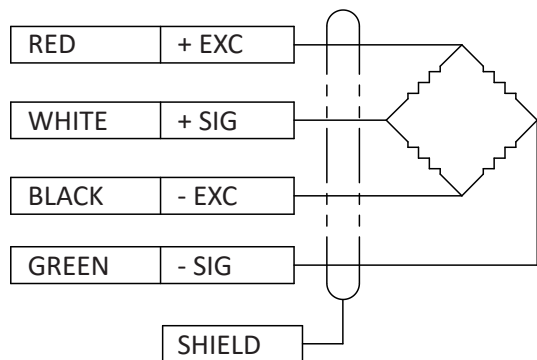 RED + EXC
WHITE + SIG
BLACK - EXC
GREEN - SIG
SHIELD